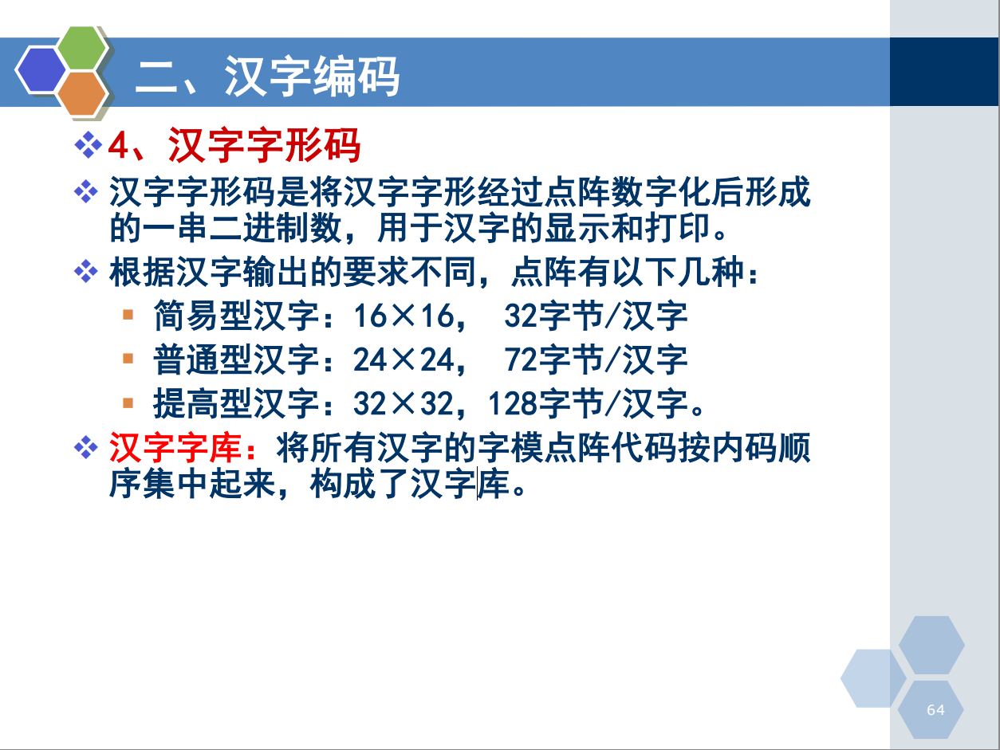 二、汉字编码
4、汉字字形码
汉字字形码是将汉字字形经过点阵数字化后形成
的一串二进制数，用于汉字的显示和打印。
根据汉字输出的要求不同，点阵有以下几种：
简易型汉字：16×16， 32字节/汉字
普通型汉字：24×24， 72字节/汉字
提高型汉字：32×32，128字节/汉字。
汉字字库：将所有汉字的字模点阵代码按内码顺
序集中起来，构成了汉字库。
64